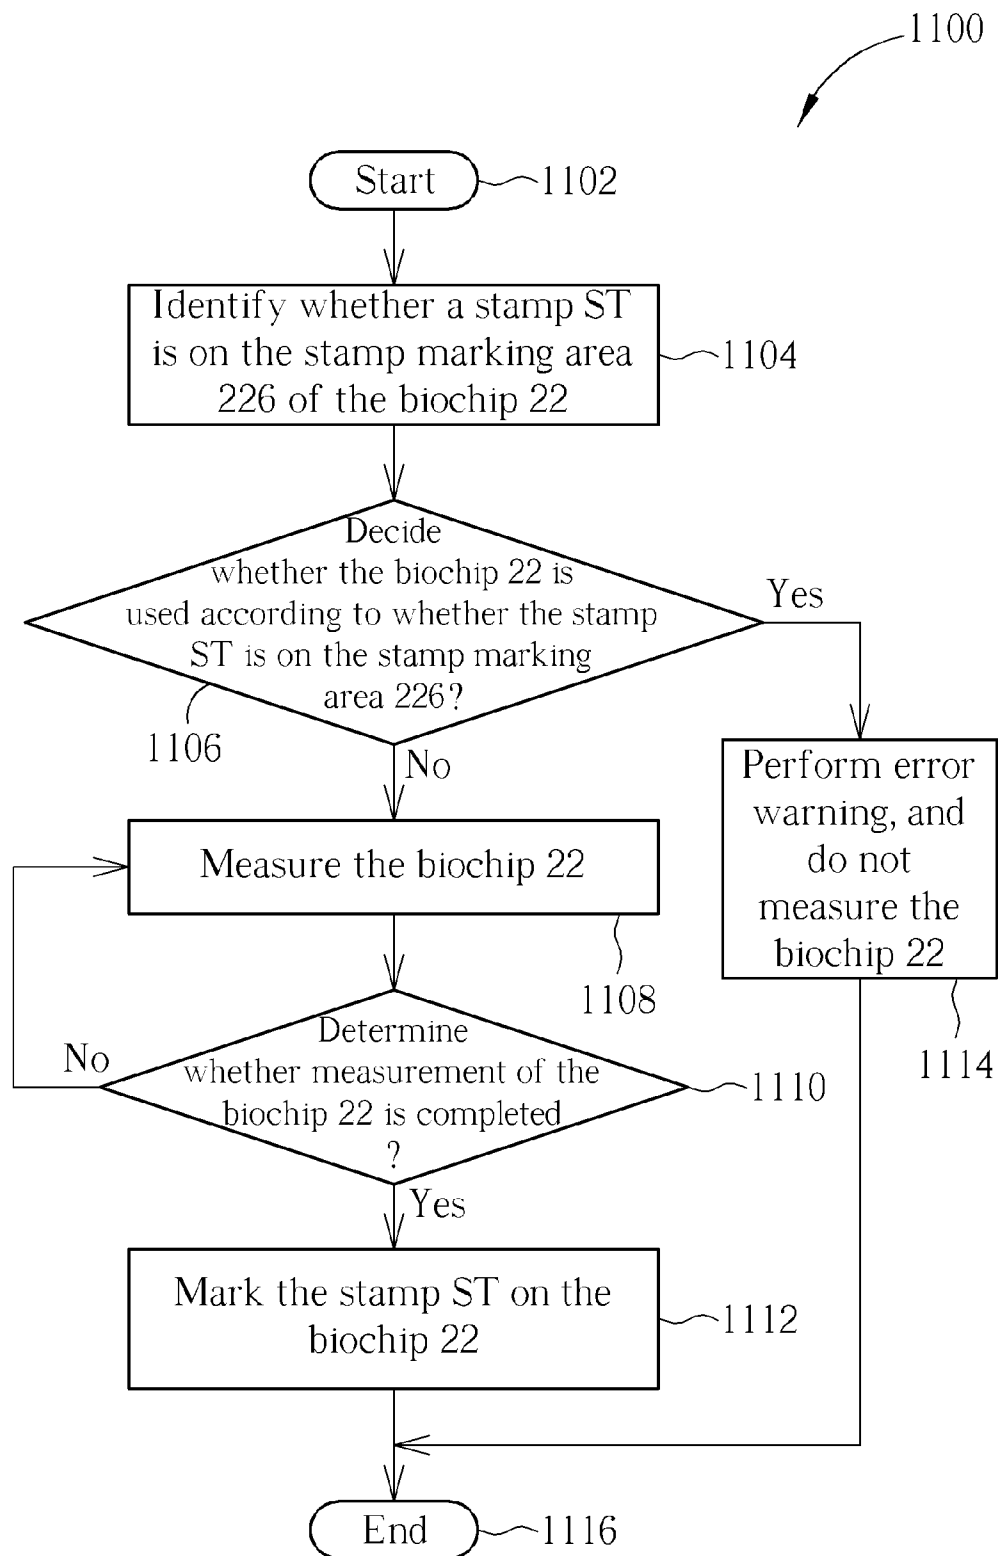 1100
Start
1102
Identify whether a stamp ST
is on the stamp marking area
226 of the biochip 22
1104
Decide
whether the biochip 22 is
used according to whether the stamp
ST is on the stamp marking
area 226?
1106
Yes
No
Perform error
warning, and
do not
measure the
biochip 22
1114
Measure the biochip 22
1108
Determine
whether measurement of the
biochip 22 is completed
?
1110
No
Yes
Mark the stamp ST on the
biochip 22
1112
End
1116